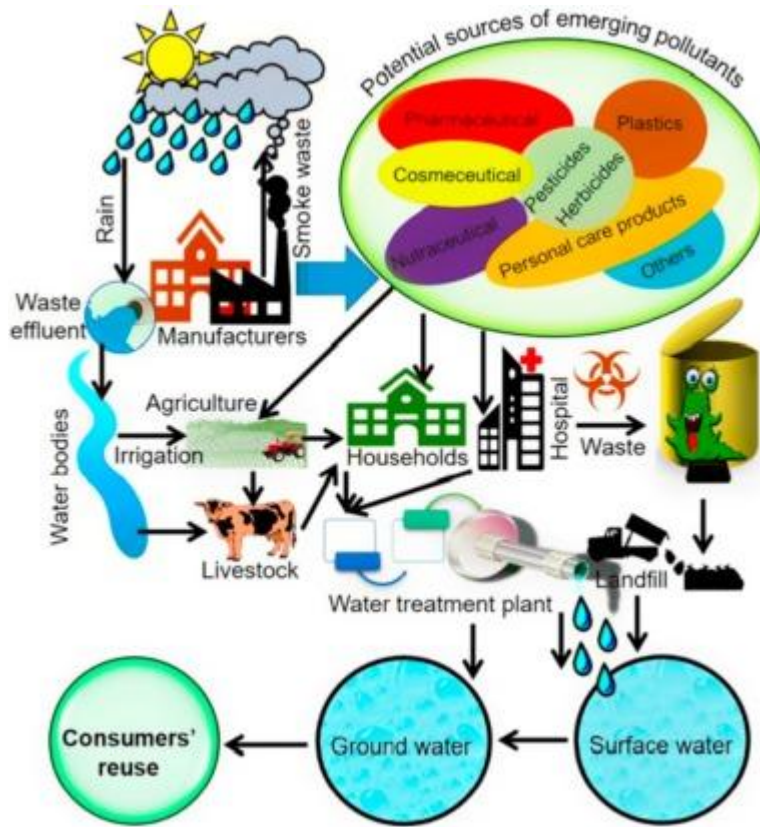 Potential sources of emerging pollutants
Pharmaceutical
Plastics
Cosmeceutical
Pesticides
Herbicides
Nutraceutical
Personal care products
Others
Rain
Smoke waste
Waste
effluent
Manufacturers
Water bodies
Agriculture
Irrigation
Households
Hospital
Waste
Livestock
Landfill
Water treatment plant
Consumers'
reuse
Ground water
Surface water